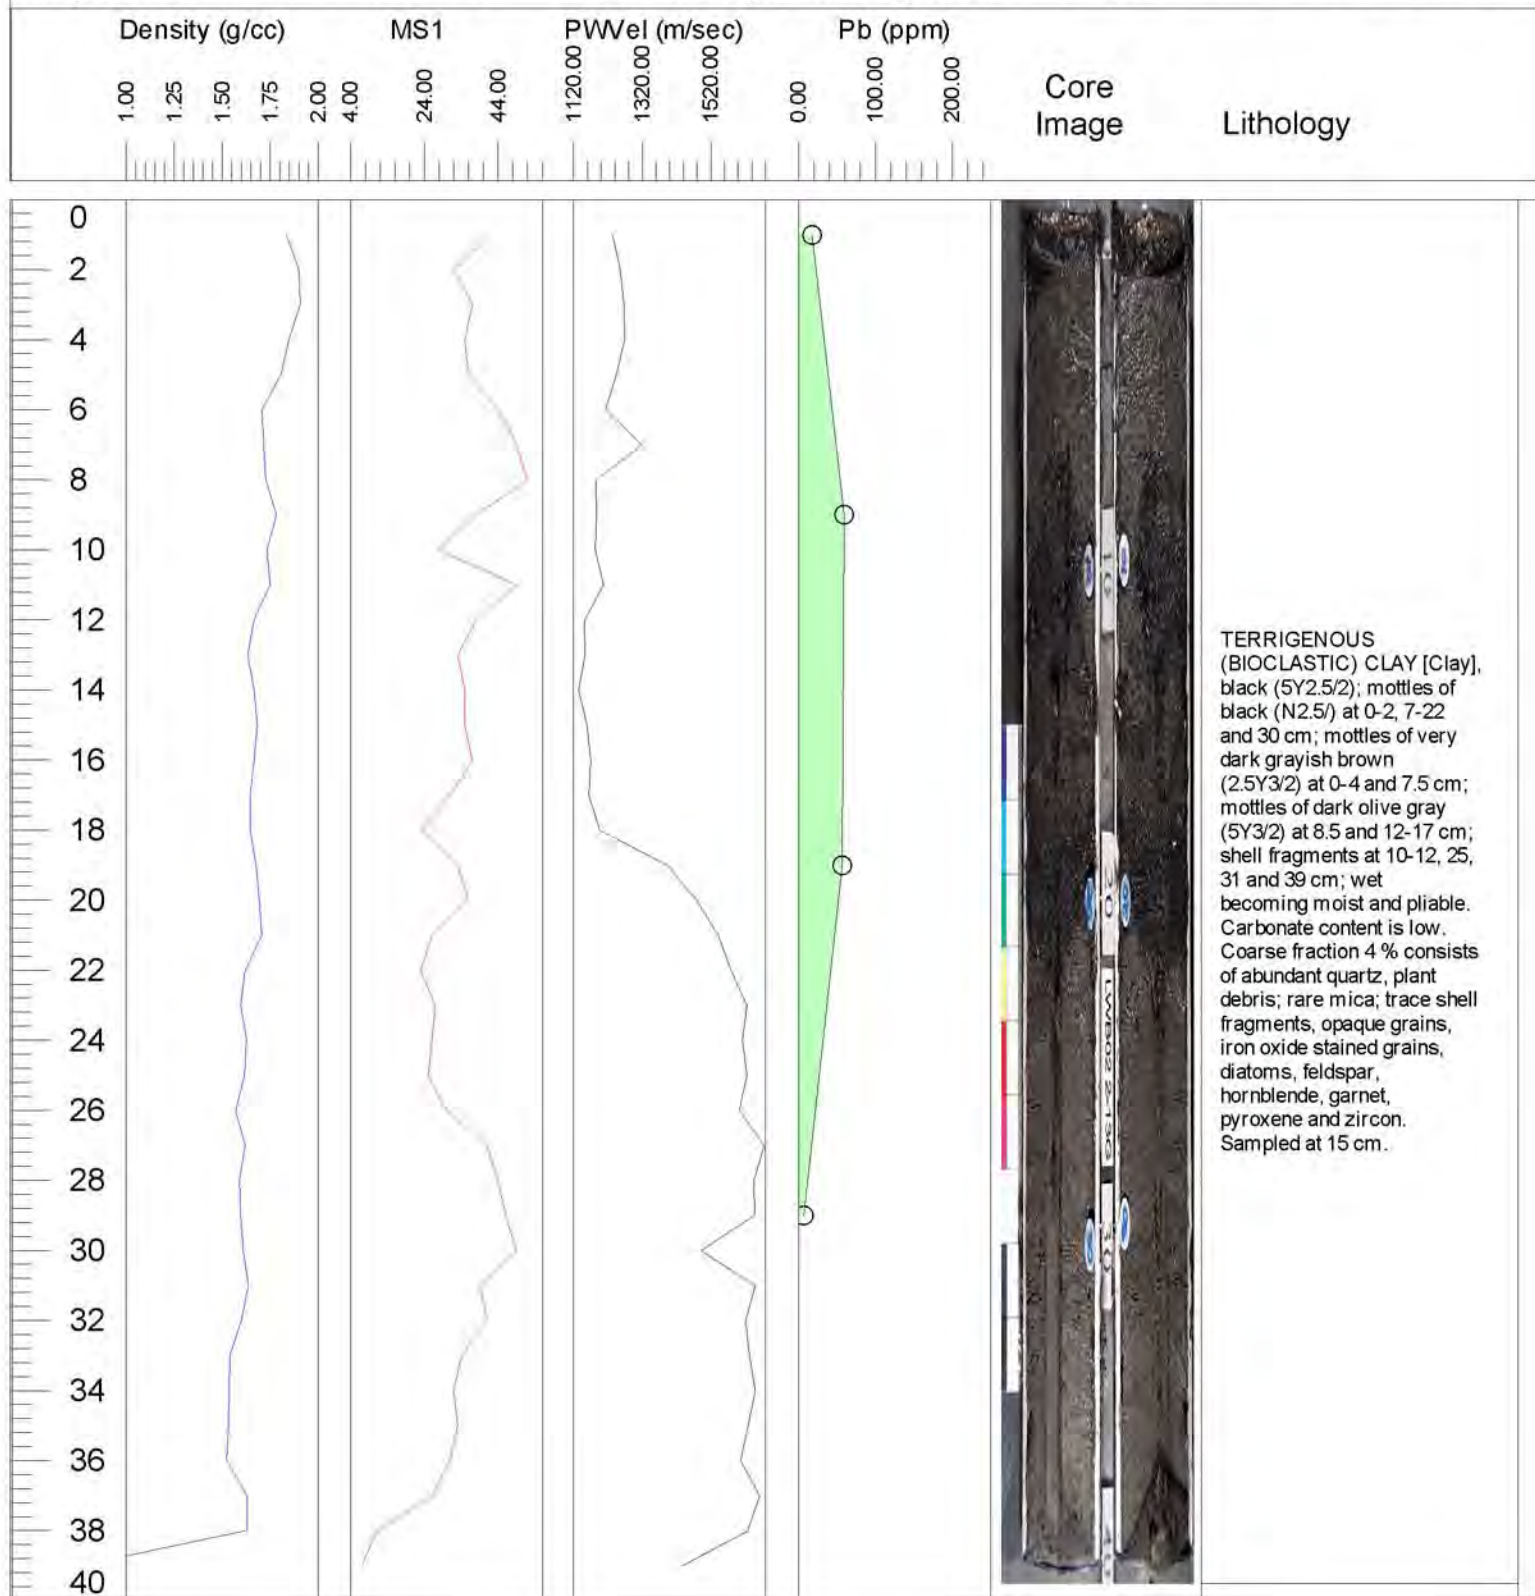 Density (g/cc) MS1 PWVel (m/sec) Pb (ppm)
1.00 1.25 1.50 1.75 2.00 4.00 24.00 44.00 1120.00 1320.00 1520.00 0.00 100.00 200.00
Core
Image
Lithology
0
2
4
6
8
10
12
14
16
18
20
22
24
26
28
30
32
34
36
38
40
10
20
LWB02 2-13G
30
TERRIGENOUS
(BIOCLASTIC) CLAY [Clay],
black (5Y2.5/2); mottles of
black (N2.5/) at 0-2, 7-22
and 30 cm; mottles of very
dark grayish brown
(2.5Y3/2) at 0-4 and 7.5 cm;
mottles of dark olive gray
(5Y3/2) at 8.5 and 12-17 cm;
shell fragments at 10-12, 25,
31 and 39 cm; wet
becoming moist and pliable.
Carbonate content is low.
Coarse fraction 4 % consists
of abundant quartz, plant
debris; rare mica; trace shell
fragments, opaque grains,
iron oxide stained grains,
diatoms, feldspar,
hornblende, garnet,
pyroxene and zircon.
Sampled at 15 cm.